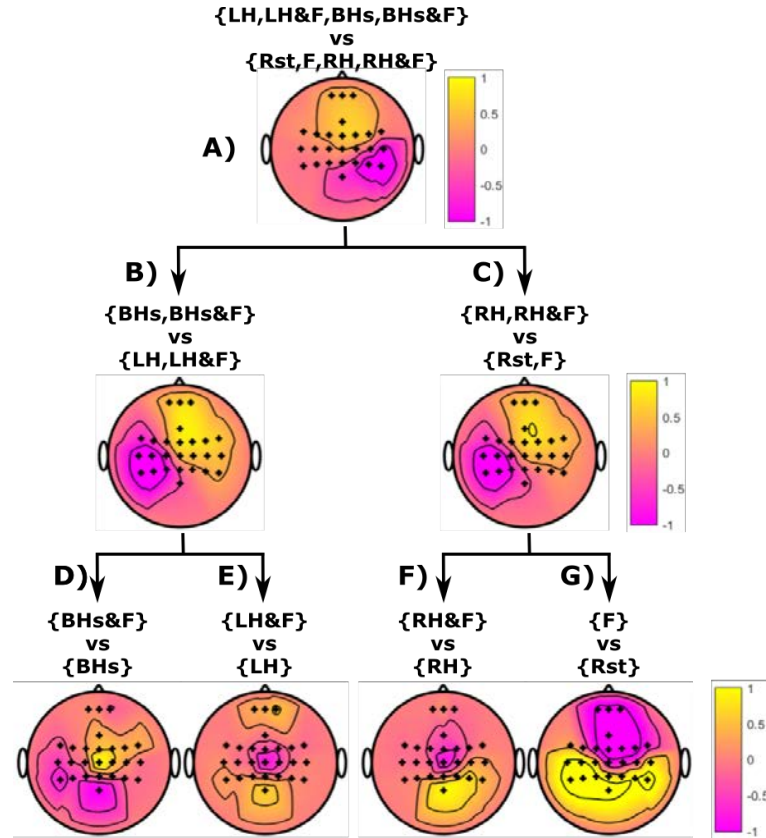 {LH,LH&F,BHs,BHs&F}
vs
{Rst,F,RH,RH&F}
A)
1
0.5
0
-0.5
-1
B)
C)
{BHs,BHs&F}
vs
{LH,LH&F}
{RH,RH&F}
vs
{Rst,F}
1
0.5
0
-0.5
-1
D)
E)
F)
G)
{BHs&F}
vs
{BHs}
{LH&F}
vs
{LH}
{RH&F}
vs
{RH}
{F}
vs
{Rst}
1
0.5
0
-0.5
-1